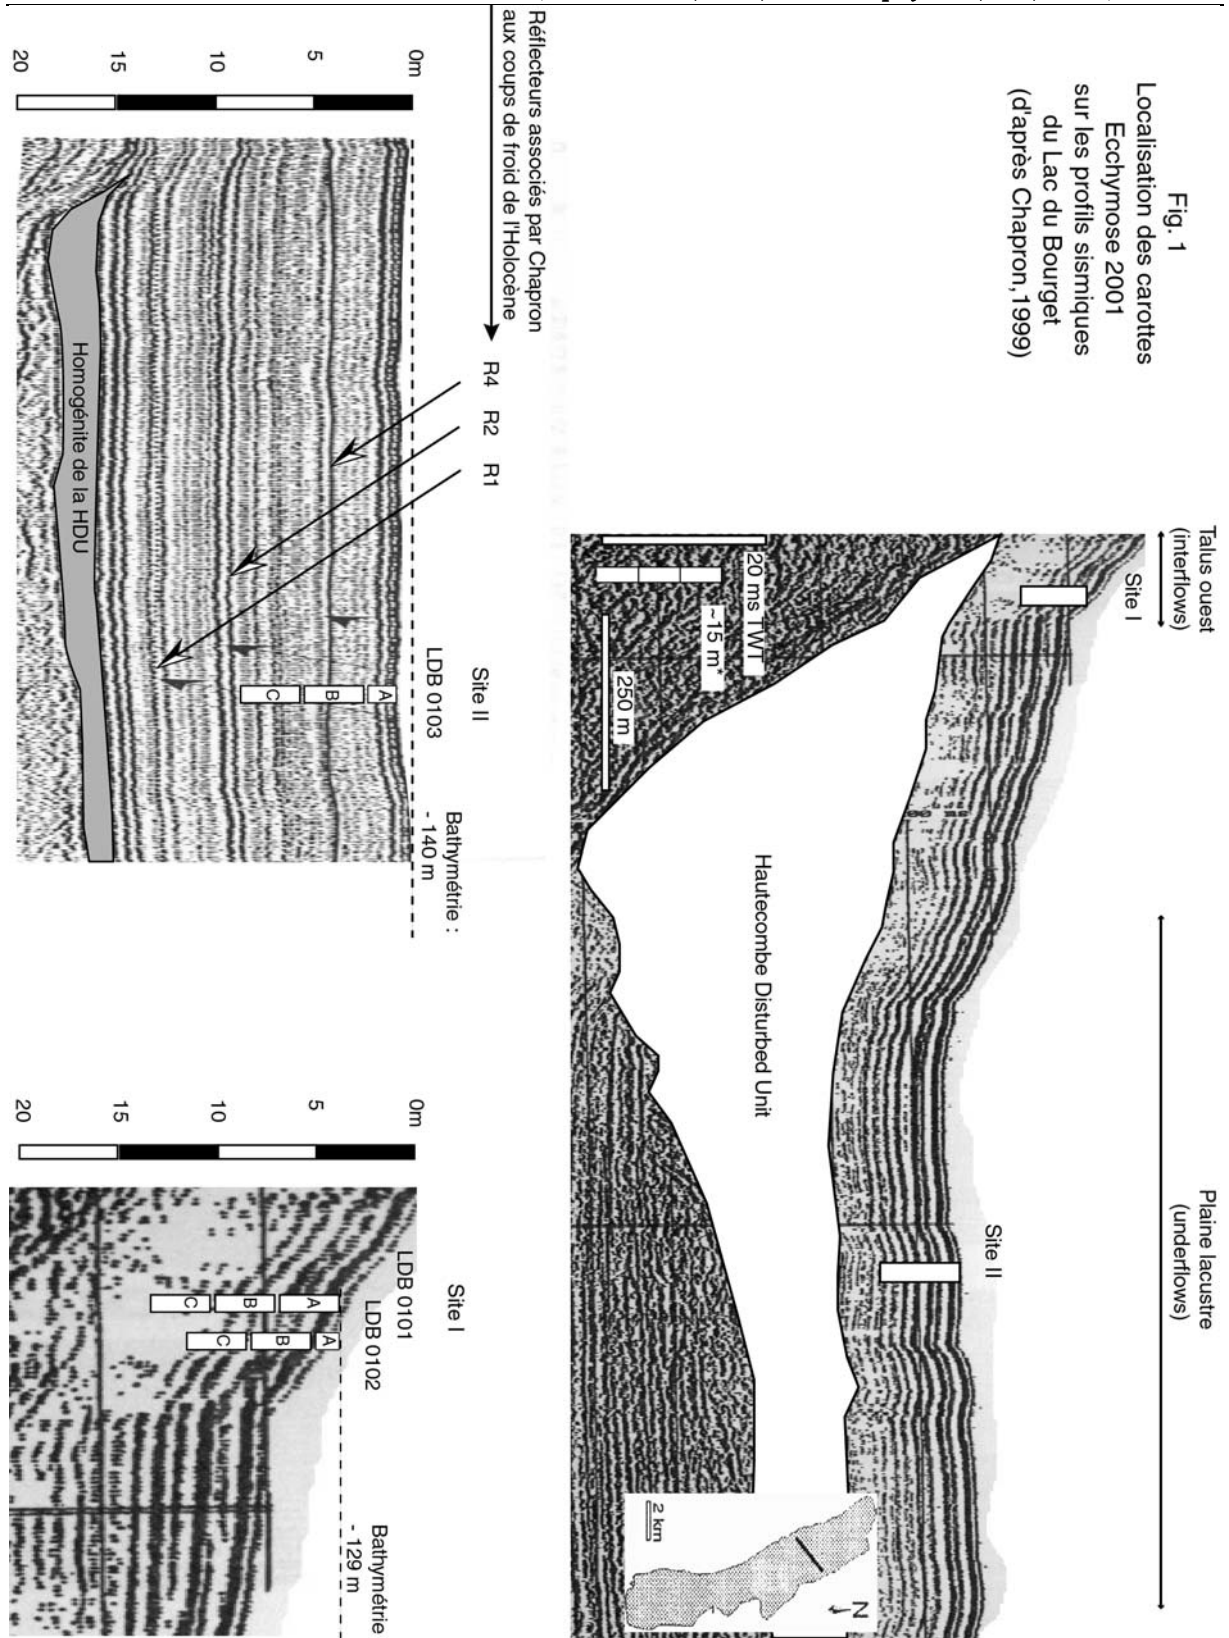 Fig. 1
Localisation des carottes
Ecchymose 2001
sur les profils sismiques
du Lac du Bourget
(d'après Chapron,1999)
Talus ouest
(interflows)
Plaine lacustre
(underflows)
Site I
Site II
20 ms TWT
~15 m*
250 m
Hautecombe Disturbed Unit
2 km
N
Réflecteurs associés par Chapron
aux coups de froid de l'Holocène
R4
R2
R1
Site II
LDB 0103
Bathymétrie :
- 140 m
0m
5
10
15
20
A
B
C
Homogénite de la HDU
Site I
LDB 0101
LDB 0102
Bathymétrie
- 129 m
0m
5
10
15
20
A
B
C
A
B
C